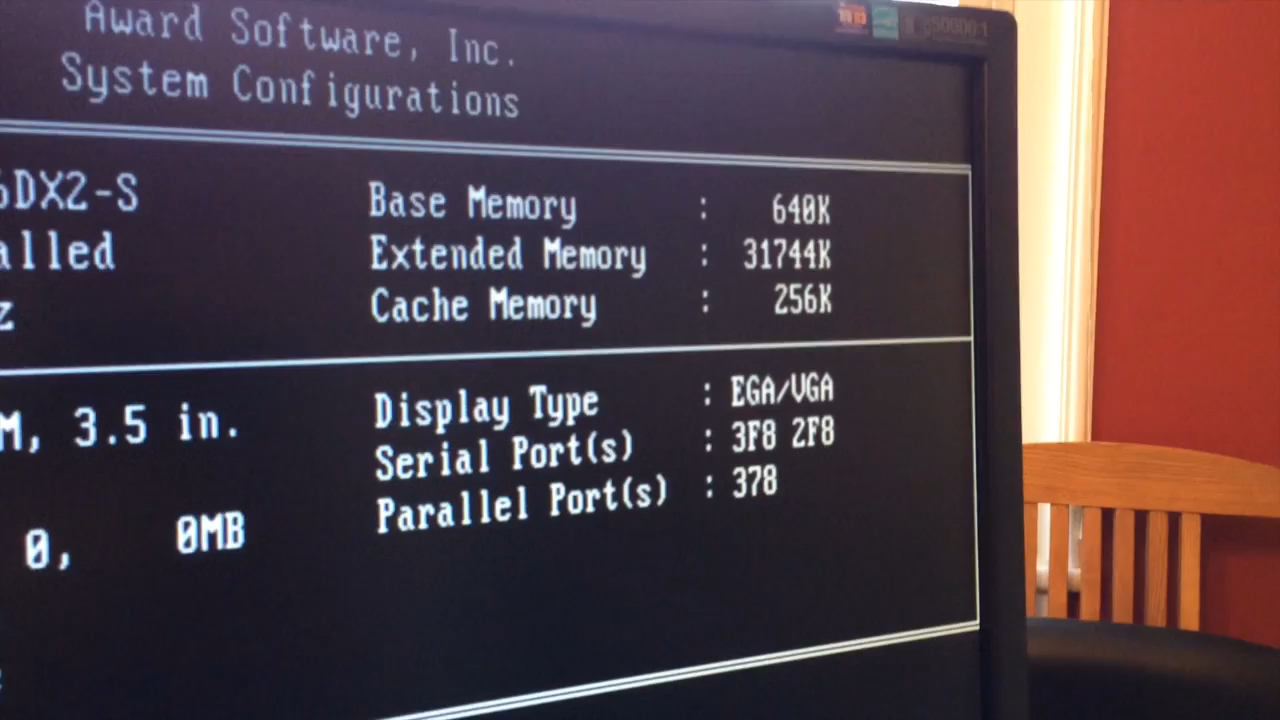 Award Software, Inc.
System Configurations
6DX2-S
Base Memory : 640K
alled
Extended Memory : 31744K
z
Cache Memory : 256K
M, 3.5 in.
Display Type : EGA/VGA
Serial Port(s) : 3F8 2F8
0, 0MB
Parallel Port(s) : 378